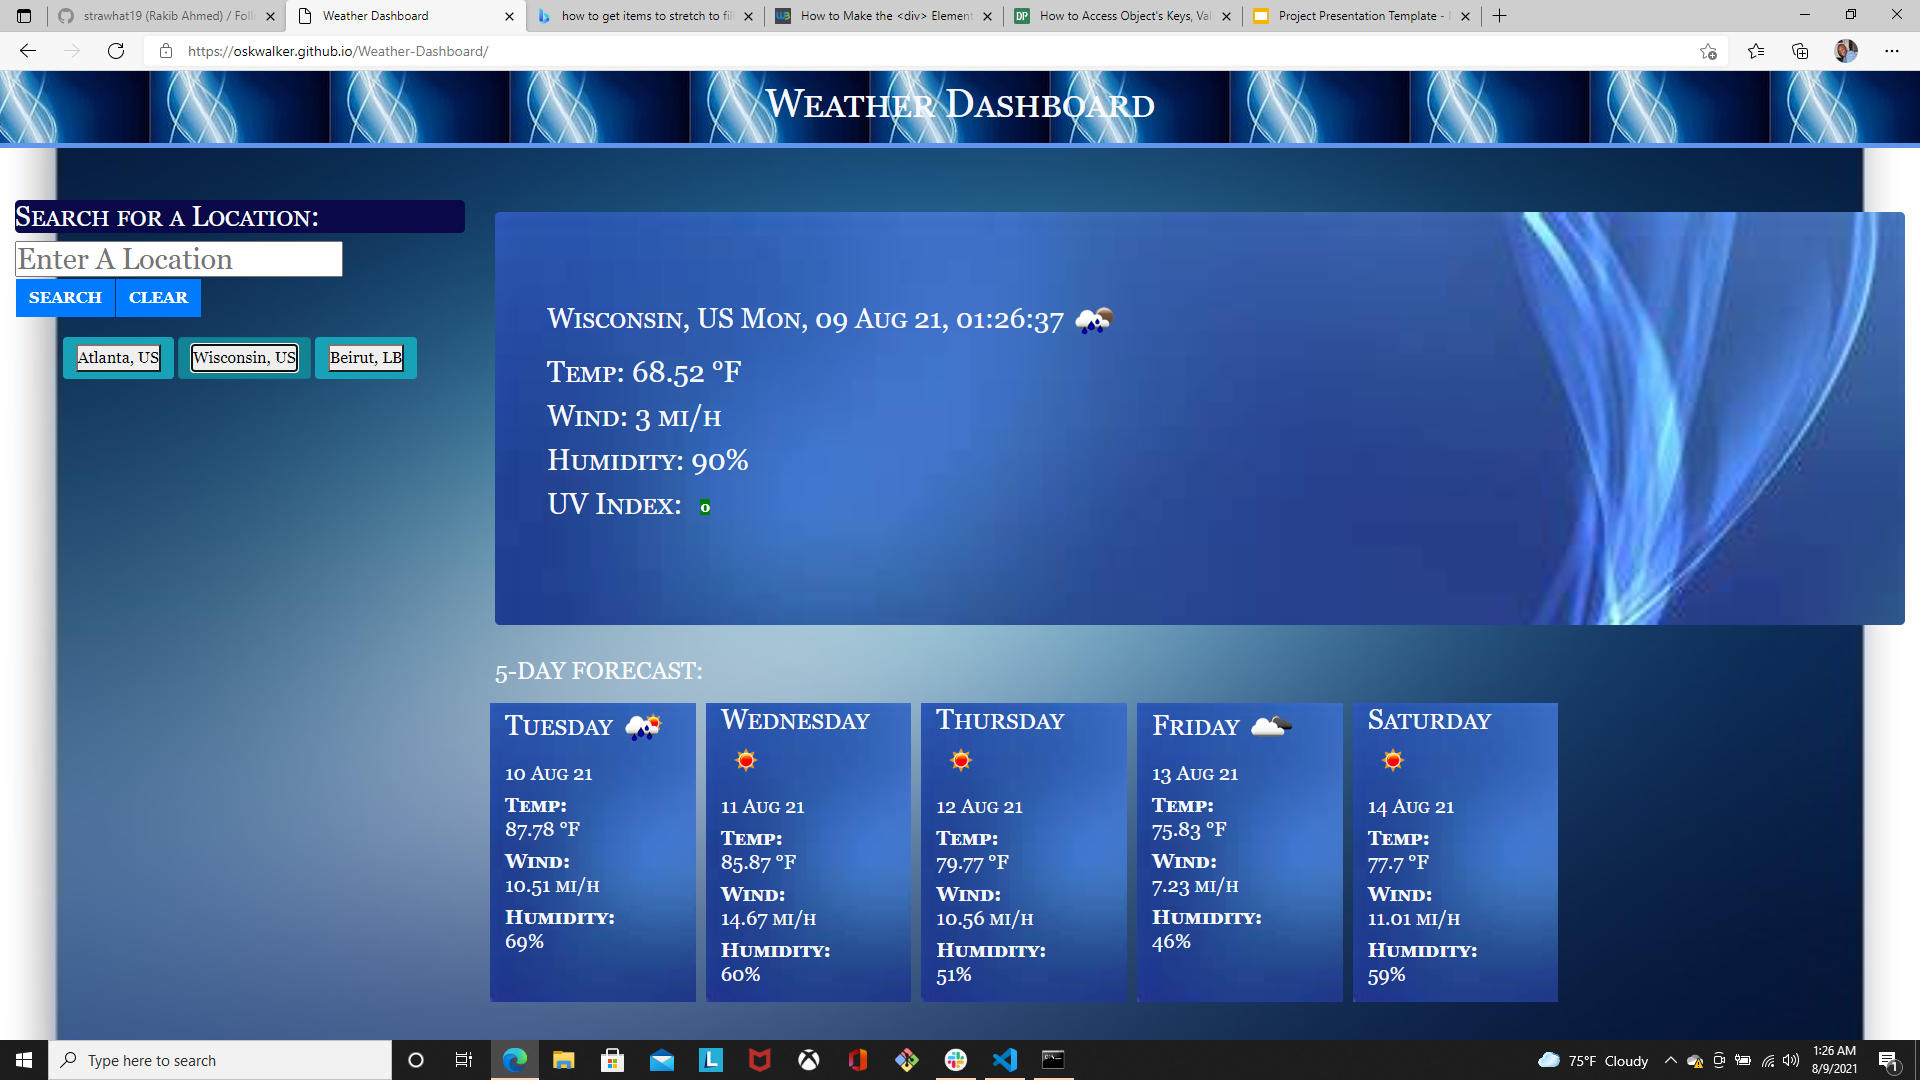 strawhat19 (Rakib Ahmed) / Foll
Weather Dashboard
how to get items to stretch to fil
How to Make the <div> Element
How to Access Object's Keys, Val
Project Presentation Template -
https://oskwalker.github.io/Weather-Dashboard/
Weather Dashboard
Search for a Location:
Enter A Location
SEARCH CLEAR
Atlanta, US Wisconsin, US Beirut, LB
Wisconsin, US Mon, 09 Aug 21, 01:26:37
Temp: 68.52 °F
Wind: 3 mi/h
Humidity: 90%
UV Index: 0
5-DAY FORECAST:
Tuesday
10 Aug 21
Temp:
87.78 °F
Wind:
10.51 mi/h
Humidity:
69%
Wednesday
11 Aug 21
Temp:
85.87 °F
Wind:
14.67 mi/h
Humidity:
60%
Thursday
12 Aug 21
Temp:
79.77 °F
Wind:
10.56 mi/h
Humidity:
51%
Friday
13 Aug 21
Temp:
75.83 °F
Wind:
7.23 mi/h
Humidity:
46%
Saturday
14 Aug 21
Temp:
77.7 °F
Wind:
11.01 mi/h
Humidity:
59%
Type here to search
75°F Cloudy
1:26 AM
8/9/2021
1